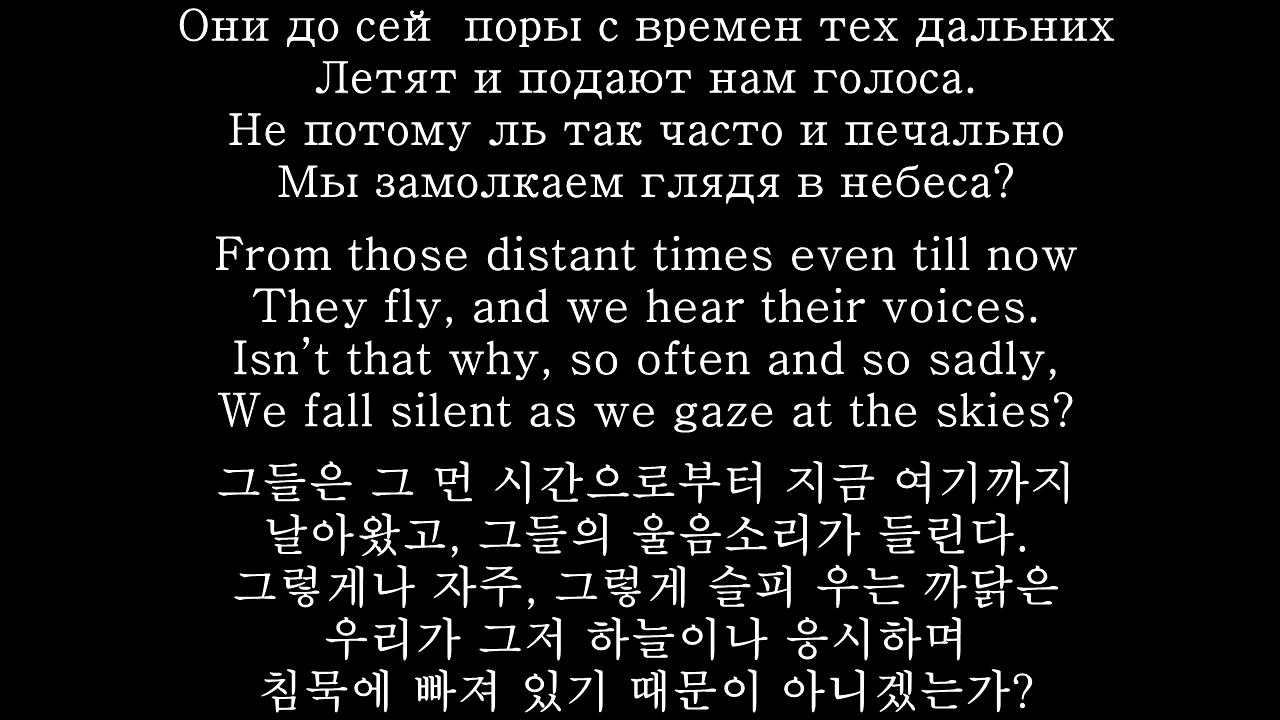 Они до сей  поры с времен тех дальних
Летят и подают нам голоса.
Не потому ль так часто и печально
Мы замолкаем глядя в небеса?
From those distant times even till now
They fly, and we hear their voices.
Isn’t that why, so often and so sadly,
We fall silent as we gaze at the skies?
그들은 그 먼 시간으로부터 지금 여기까지
날아왔고, 그들의 울음소리가 들린다.
그렇게나 자주, 그렇게 슬피 우는 까닭은
우리가 그저 하늘이나 응시하며
침묵에 빠져 있기 때문이 아니겠는가?